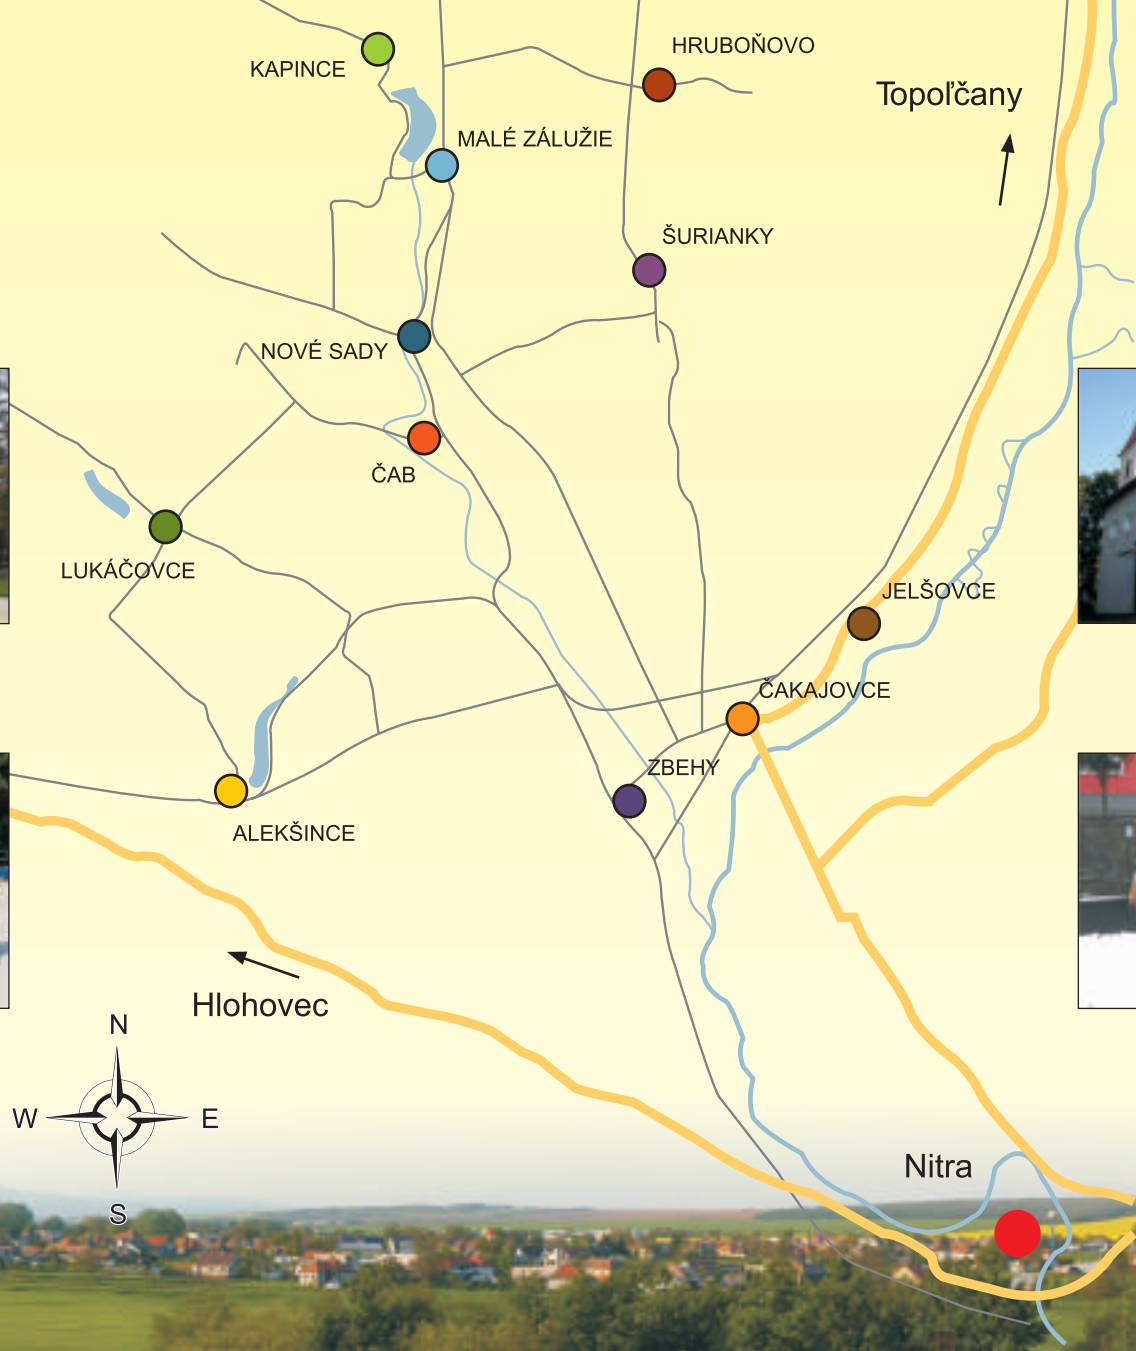 HRUBOŇOVO
KAPINCE
Topoľčany
MALÉ ZÁLUŽIE
ŠURIANKY
NOVÉ SADY
ČAB
LUKÁČOVCE
JELŠOVCE
ČAKAJOVCE
ZBEHY
ALEKŠINCE
Hlohovec
N
W
E
S
Nitra